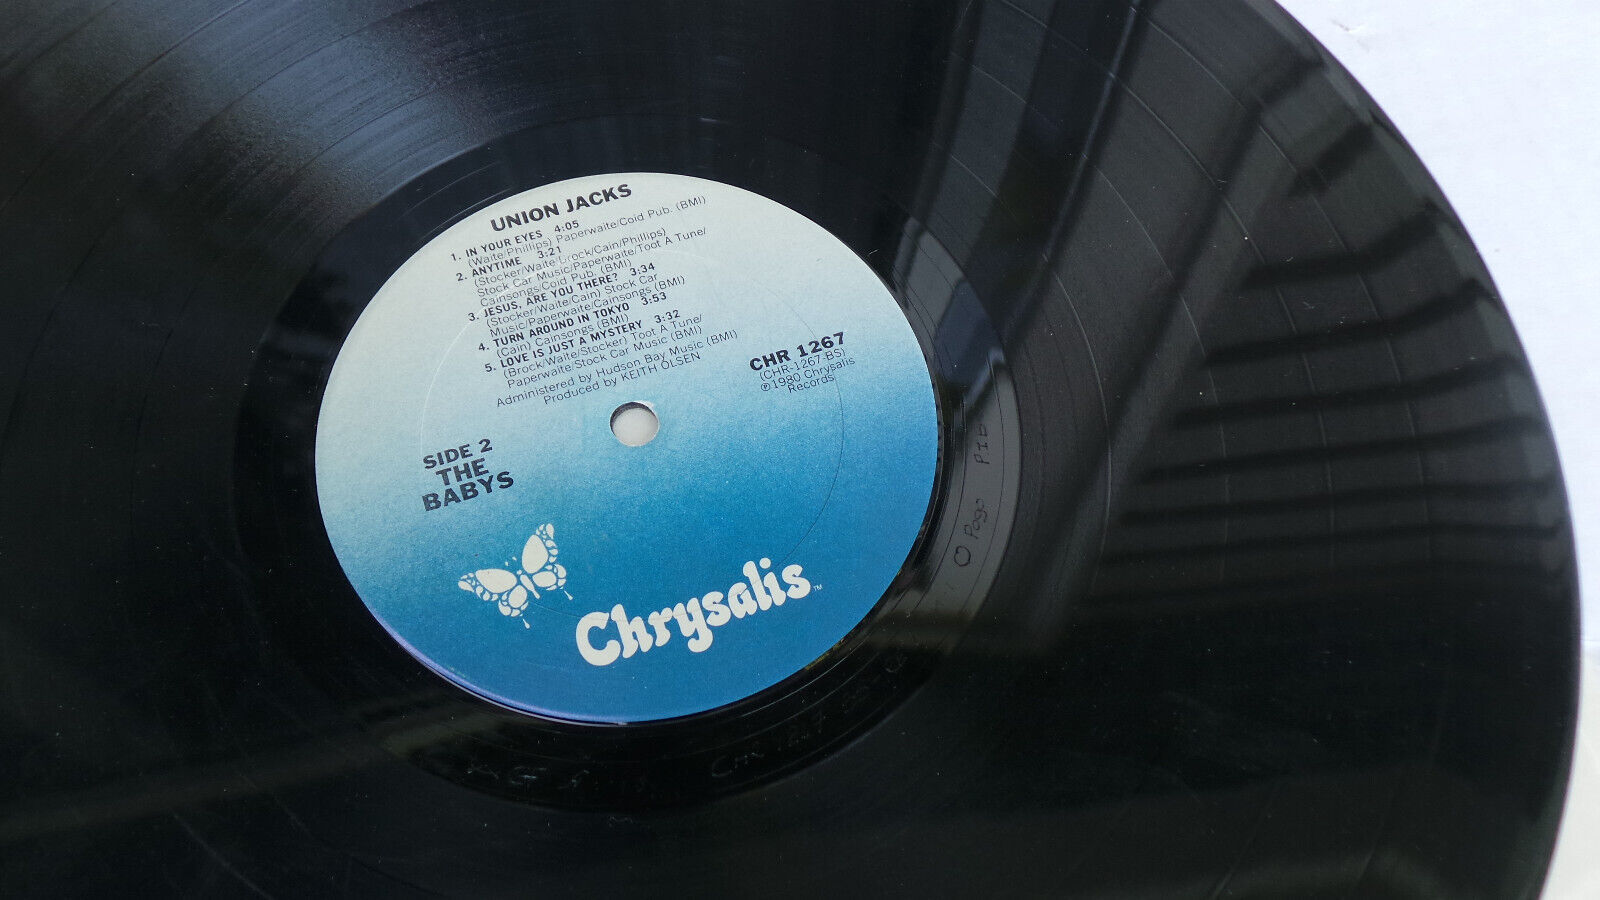 UNION JACKS
1. IN YOUR EYES 4:05
(Waite/Phillips) Paperwaite/Cold Pub. (BMI)
2. ANYTIME 3:21
(Stocker/Waite Brock/Cain/Phillips)
Stock Car Music/Paperwaite/Toot A Tune/
Cainsongs/Cold Pub. (BMI)
3. JESUS, ARE YOU THERE? 3:34
(Stocker/Waite/Cain) Stock Car
Music/Paperwaite/Cainsongs (BMI)
4. TURN AROUND IN TOKYO 3:53
(Cain) Cainsongs (BMI)
5. LOVE IS JUST A MYSTERY 3:32
(Brock/Waite/Stocker) Toot A Tune/
Paperwaite/Stock Car Music (BMI)
Administered by Hudson Bay Music (BMI)
Produced by KEITH OLSEN
CHR 1267
(CHR-1267-BS)
℗1980 Chrysalis
Records
SIDE 2
THE
BABYS
Chrysalis™